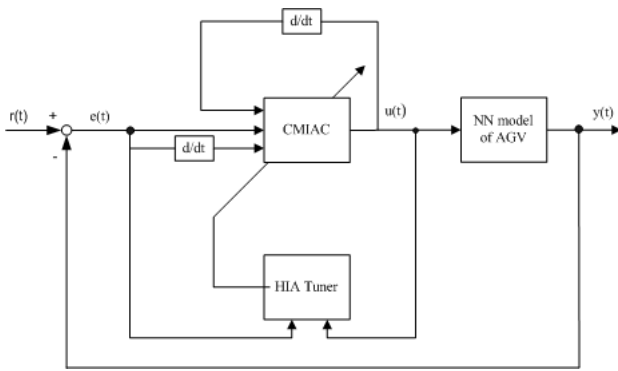 d/dt
r(t)
+
e(t)
-
d/dt
CMIAC
u(t)
NN model
of AGV
y(t)
HIA Tuner